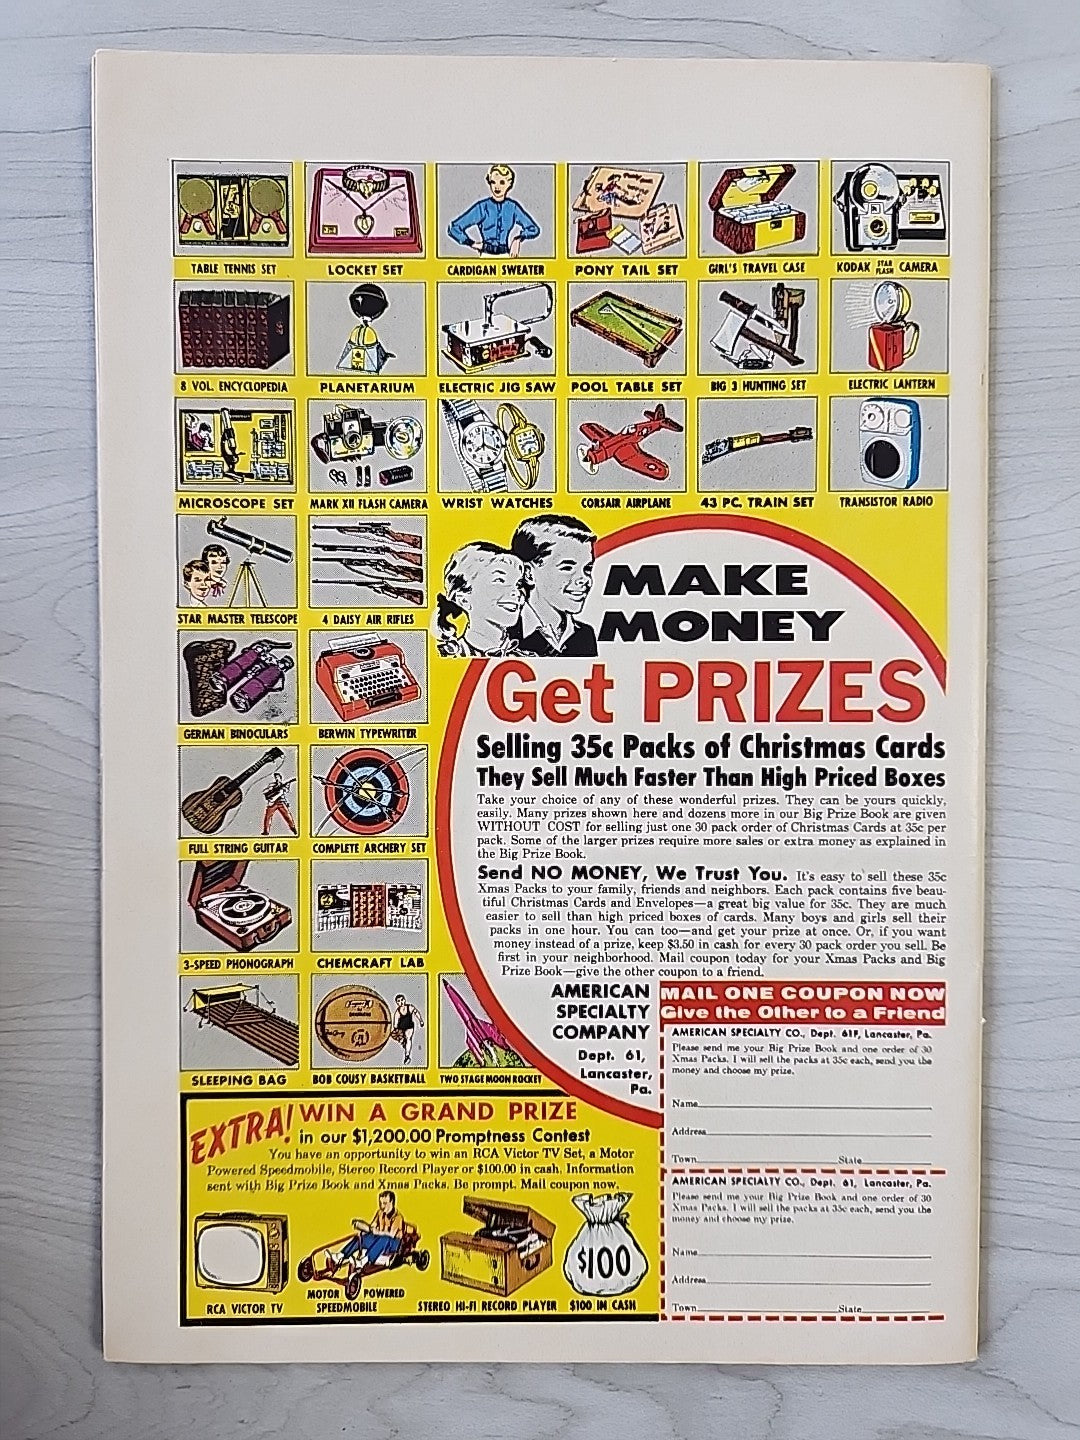 TABLE TENNIS SET
LOCKET SET
CARDIGAN SWEATER
PONY TAIL SET
GIRL'S TRAVEL CASE
KODAK STAR FLASH CAMERA
8 VOL. ENCYCLOPEDIA
PLANETARIUM
ELECTRIC JIG SAW
POOL TABLE SET
BIG 3 HUNTING SET
ELECTRIC LANTERN
MICROSCOPE SET
MARK XII FLASH CAMERA
WRIST WATCHES
CORSAIR AIRPLANE
43 PC. TRAIN SET
TRANSISTOR RADIO
STAR MASTER TELESCOPE
4 DAISY AIR RIFLES
GERMAN BINOCULARS
BERWIN TYPEWRITER
FULL STRING GUITAR
COMPLETE ARCHERY SET
3-SPEED PHONOGRAPH
CHEMCRAFT LAB
SLEEPING BAG
BOB COUSY BASKETBALL
TWO STAGE MOON ROCKET
MAKE
MONEY
Get PRIZES
Selling 35c Packs of Christmas Cards
They Sell Much Faster Than High Priced Boxes
Take your choice of any of these wonderful prizes. They can be yours quickly,
easily. Many prizes shown here and dozens more in our Big Prize Book are given
WITHOUT COST for selling just one 30 pack order of Christmas Cards at 35c per
pack. Some of the larger prizes require more sales or extra money as explained in
the Big Prize Book.
Send NO MONEY, We Trust You. It's easy to sell these 35c
Xmas Packs to your family, friends and neighbors. Each pack contains five beau-
tiful Christmas Cards and Envelopes—a great big value for 35c. They are much
easier to sell than high priced boxes of cards. Many boys and girls sell their
packs in one hour. You can too—and get your prize at once. Or, if you want
money instead of a prize, keep $3.50 in cash for every 30 pack order you sell. Be
first in your neighborhood. Mail coupon today for your Xmas Packs and Big
Prize Book—give the other coupon to a friend.
AMERICAN
SPECIALTY
COMPANY
Dept. 61,
Lancaster,
Pa.
MAIL ONE COUPON NOW
Give the Other to a Friend
AMERICAN SPECIALTY CO., Dept. 61F, Lancaster, Pa.
Please send me your Big Prize Book and one order of 30
Xmas Packs. I will sell the packs at 35c each, send you the
money and choose my prize.
Name
Address
Town State
AMERICAN SPECIALTY CO., Dept. 61, Lancaster, Pa.
Please send me your Big Prize Book and one order of 30
Xmas Packs. I will sell the packs at 35c each, send you the
money and choose my prize.
Name
Address
Town State
EXTRA! WIN A GRAND PRIZE
in our $1,200.00 Promptness Contest
You have an opportunity to win an RCA Victor TV Set, a Motor
Powered Speedmobile, Stereo Record Player or $100.00 in cash. Information
sent with Big Prize Book and Xmas Packs. Be prompt. Mail coupon now.
$100
RCA VICTOR TV
MOTOR POWERED
SPEEDMOBILE
STEREO HI-FI RECORD PLAYER
$100 IN CASH